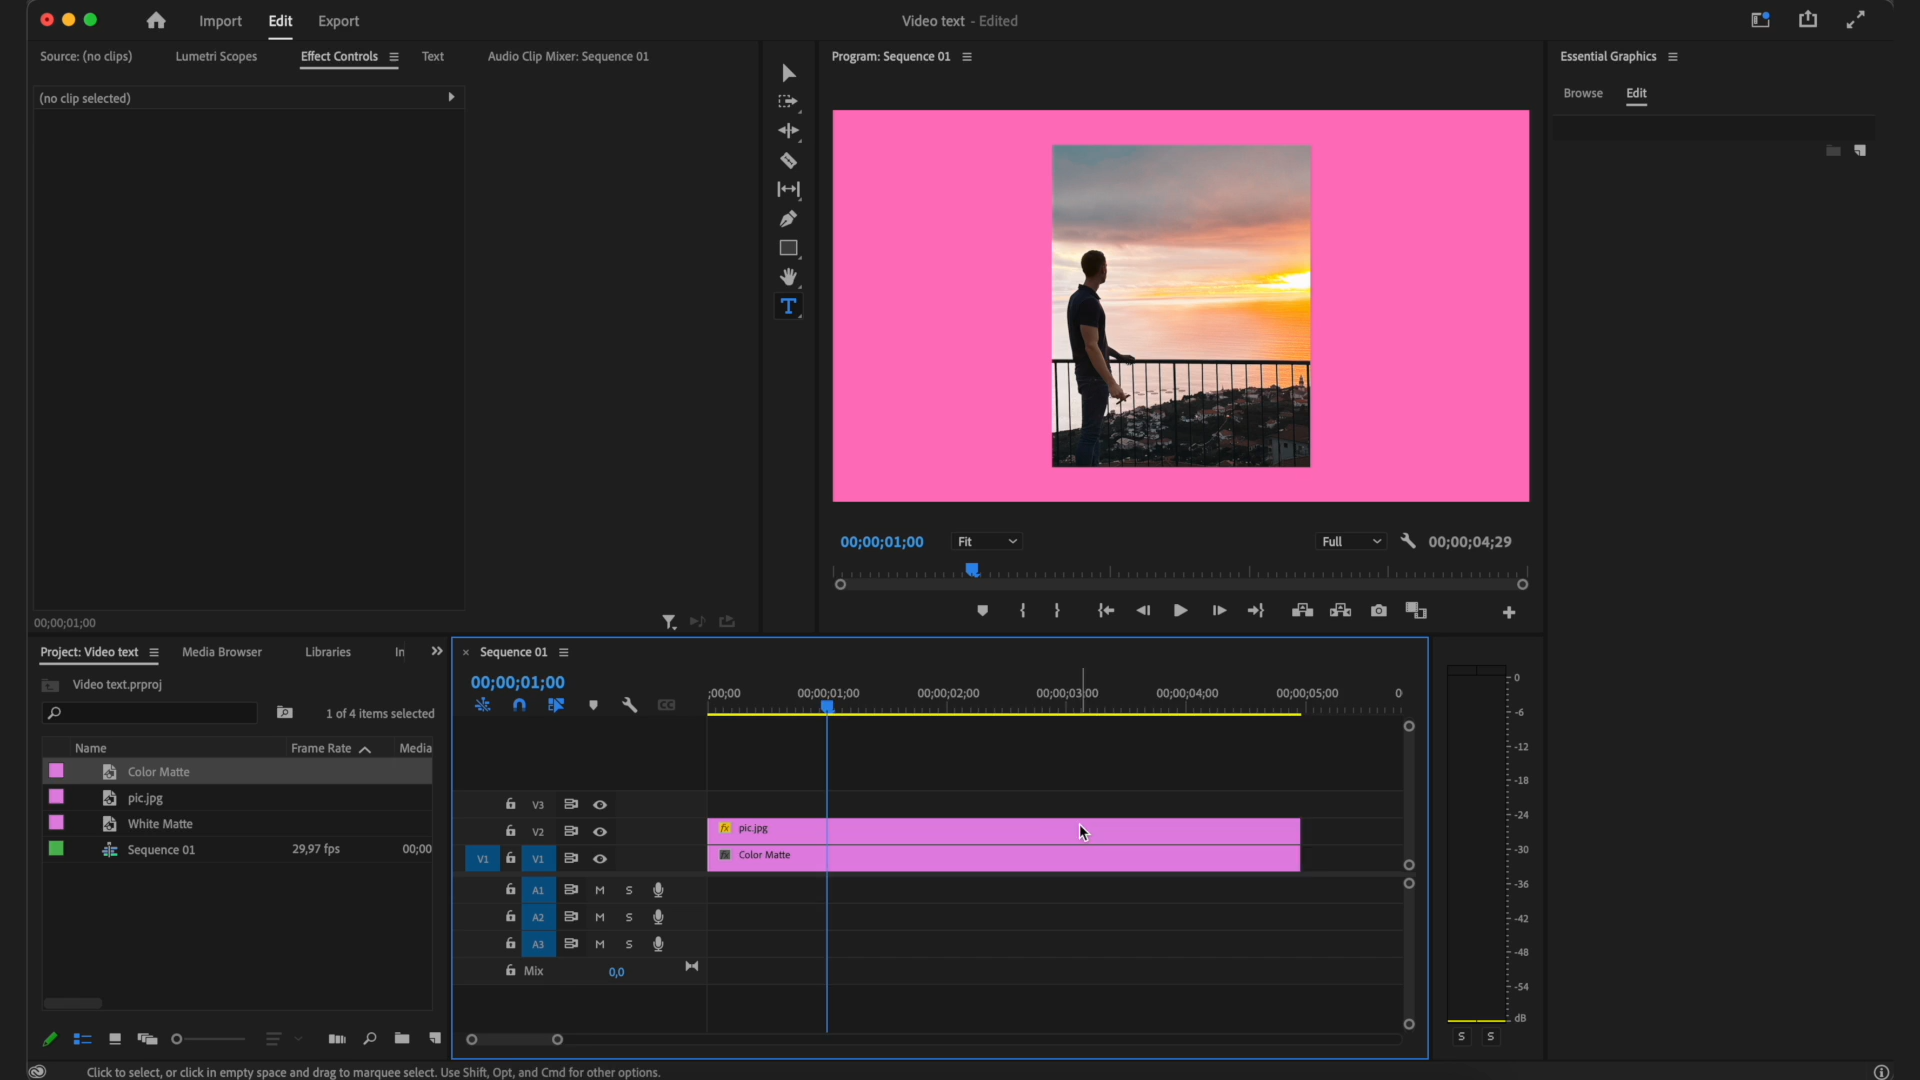 Import Edit Export
Video text - Edited
Source: (no clips) Lumetri Scopes Effect Controls Text Audio Clip Mixer: Sequence 01
Program: Sequence 01
Essential Graphics
Browse Edit
(no clip selected)
T
00;00;01;00 Fit Full 00;00;04;29
00;00;01;00
Project: Video text Media Browser Libraries In
Video text.prproj
1 of 4 items selected
Name Frame Rate Media
Color Matte
pic.jpg
White Matte
Sequence 01 29,97 fps 00;00
Sequence 01
00;00;01;00
;00;00 00;00;01;00 00;00;02;00 00;00;03;00 00;00;04;00 00;00;05;00 0
CC
V3
V2 fx pic.jpg
V1 V1 Color Matte
A1 M S
A2 M S
A3 M S
Mix 0,0
0
-6
-12
-18
-24
-30
-36
-42
-48
-54
dB
S S
Click to select, or click in empty space and drag to marquee select. Use Shift, Opt, and Cmd for other options.